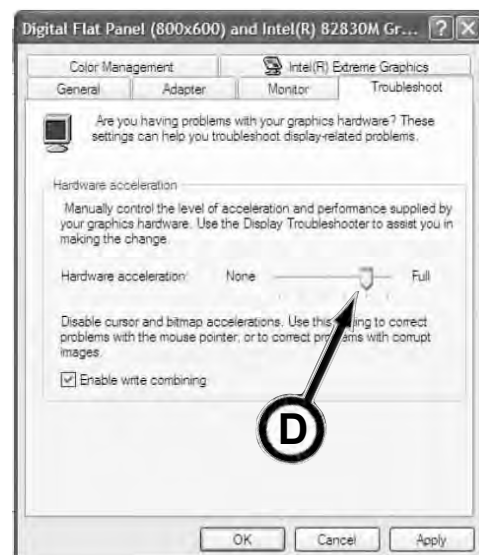 Digital Flat Panel (800x600) and Intel(R) 82830M Gr... ? X
Color Management Intel(R) Extreme Graphics
General Adapter Monitor Troubleshoot
Are you having problems with your graphics hardware? These
settings can help you troubleshoot display-related problems.
Hardware acceleration
Manually control the level of acceleration and performance supplied by
your graphics hardware. Use the Display Troubleshooter to assist you in
making the change.
Hardware acceleration: None Full
Disable cursor and bitmap accelerations. Use this to correct
problems with the mouse pointer, or to correct problems with corrupt
images.
Enable write combining
D
OK Cancel Apply